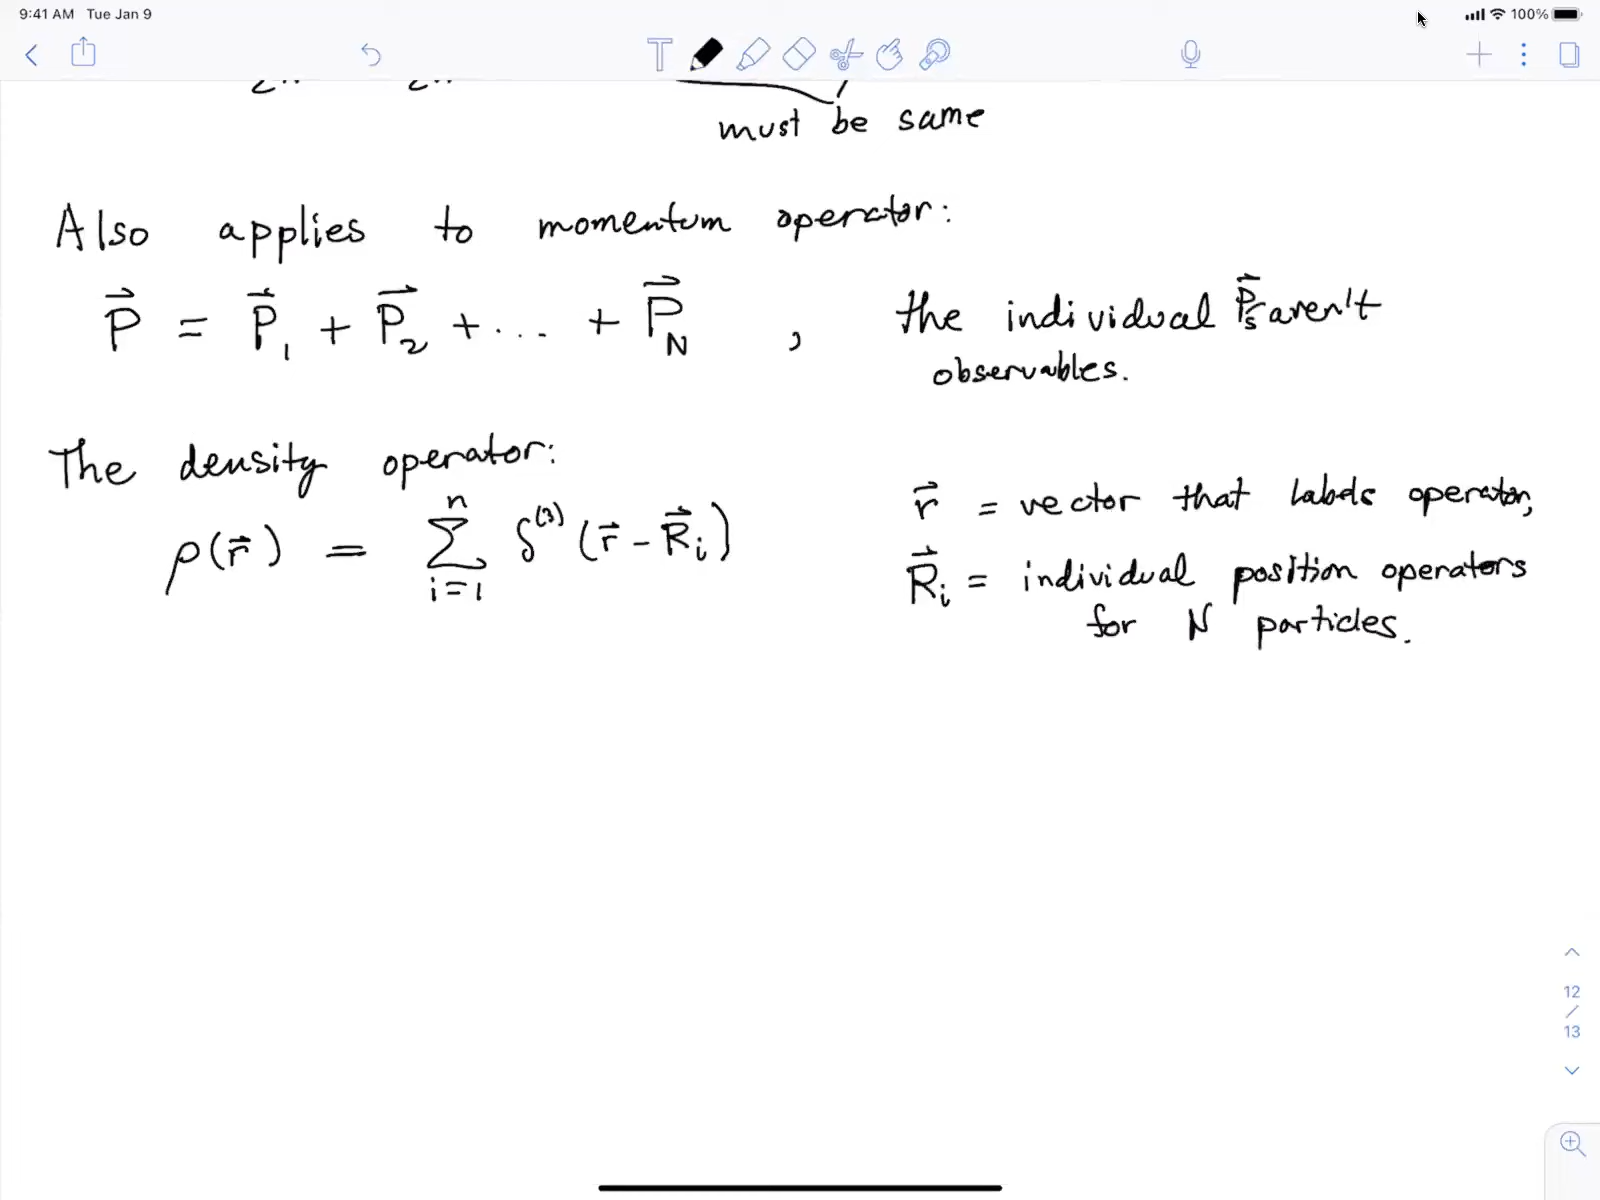 9:41 AM Tue Jan 9
100%
T
must be same
Also applies to momentum operator:
P⃗ = P⃗₁ + P⃗₂ + ... + P⃗_N , the individual P⃗s aren't
observables.
The density operator:
ρ(r⃗) = Σ_{i=1}^{n} δ⁽³⁾(r⃗ - R⃗ᵢ)
r⃗ = vector that labels operator,
R⃗ᵢ = individual position operators
for N particles.
12
/
13